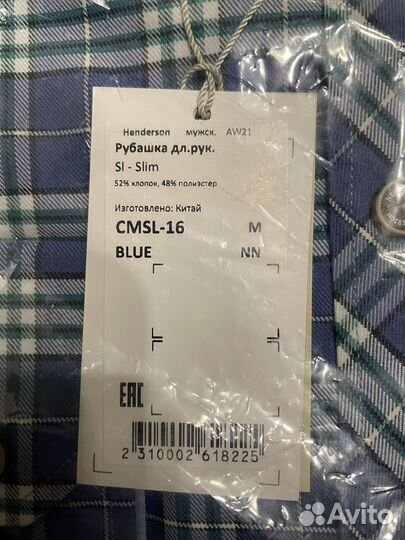 Henderson мужск. AW21
Рубашка дл.рук.
Sl - Slim
52% хлопок, 48% полиэстер
Изготовлено: Китай
CMSL-16 M
BLUE NN
EAC
2 310002 618225
Avito